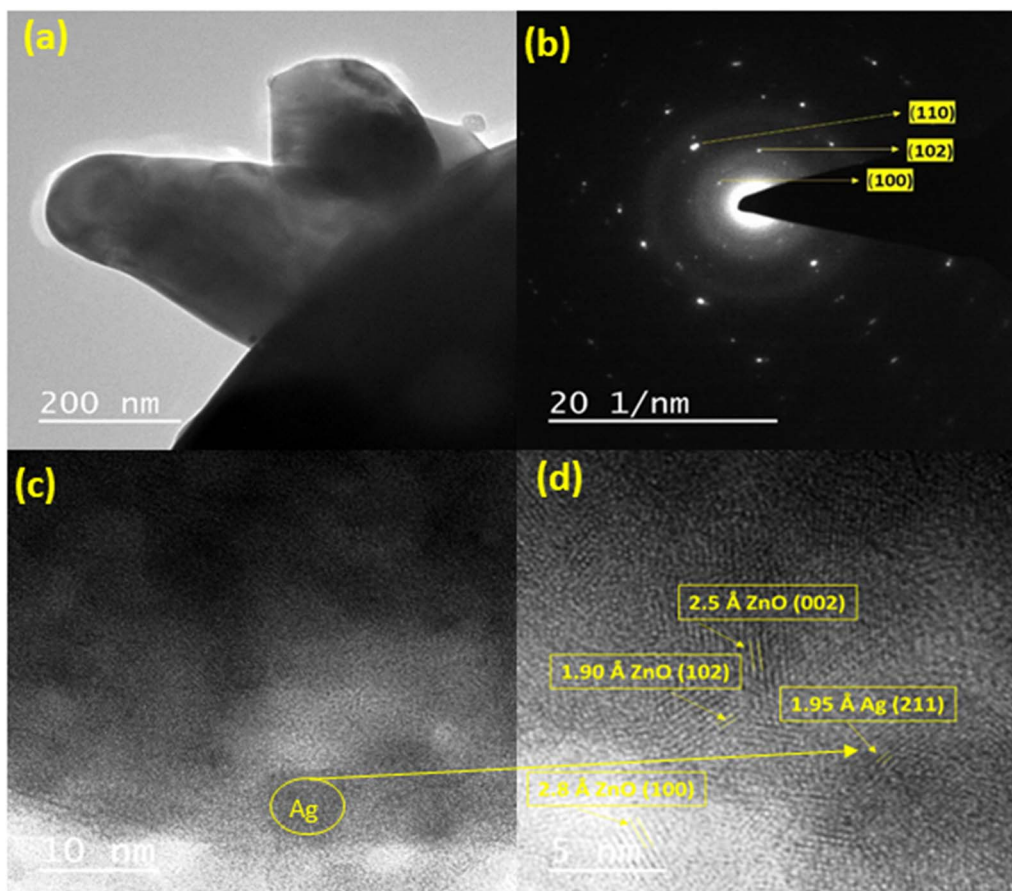 (a)
200 nm
(b)
(110)
(102)
(100)
20 1/nm
(c)
Ag
10 nm
(d)
2.5 Å ZnO (002)
1.90 Å ZnO (102)
1.95 Å Ag (211)
2.8 Å ZnO (100)
5 nm